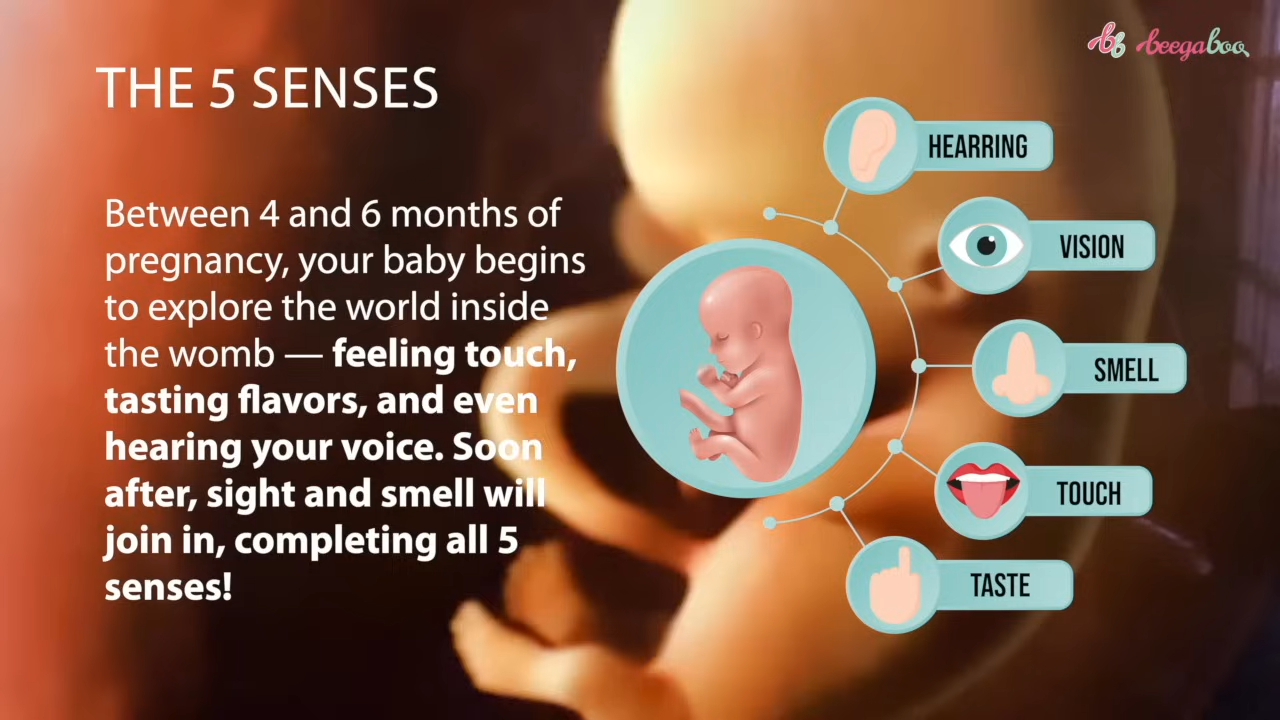 beegaboo
THE 5 SENSES
Between 4 and 6 months of
pregnancy, your baby begins
to explore the world inside
the womb — feeling touch,
tasting flavors, and even
hearing your voice. Soon
after, sight and smell will
join in, completing all 5
senses!
HEARRING
VISION
SMELL
TOUCH
TASTE